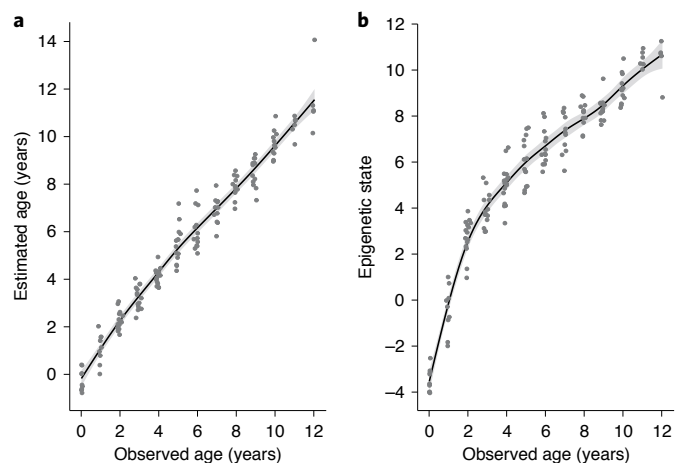 a
14
12
10
8
6
4
2
0
Estimated age (years)
0 2 4 6 8 10 12
Observed age (years)
b
12
10
8
6
4
2
0
–2
–4
Epigenetic state
0 2 4 6 8 10 12
Observed age (years)